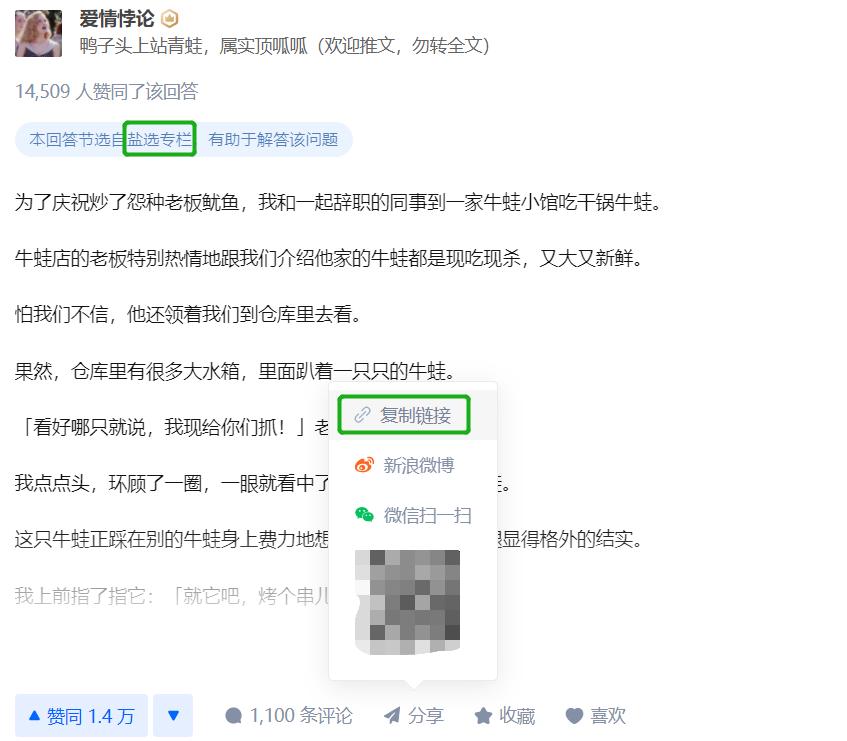 爱情悖论
鸭子头上站青蛙，属实顶呱呱（欢迎推文，勿转全文）
14,509 人赞同了该回答
本回答节选自盐选专栏 有助于解答该问题
为了庆祝炒了怨种老板鱿鱼，我和一起辞职的同事到一家牛蛙小馆吃干锅牛蛙。
牛蛙店的老板特别热情地跟我们介绍他家的牛蛙都是现吃现杀，又大又新鲜。
怕我们不信，他还领着我们到仓库里去看。
果然，仓库里有很多大水箱，里面趴着一只只的牛蛙。
「看好哪只就说，我现给你们抓！」老
复制链接
新浪微博
我点点头，环顾了一圈，一眼就看中了 。
微信扫一扫
这只牛蛙正踩在别的牛蛙身上费力地想 显得格外的结实。
我上前指了指它：「就它吧，烤个串儿
赞同 1.4 万
1,100 条评论
分享
收藏
喜欢